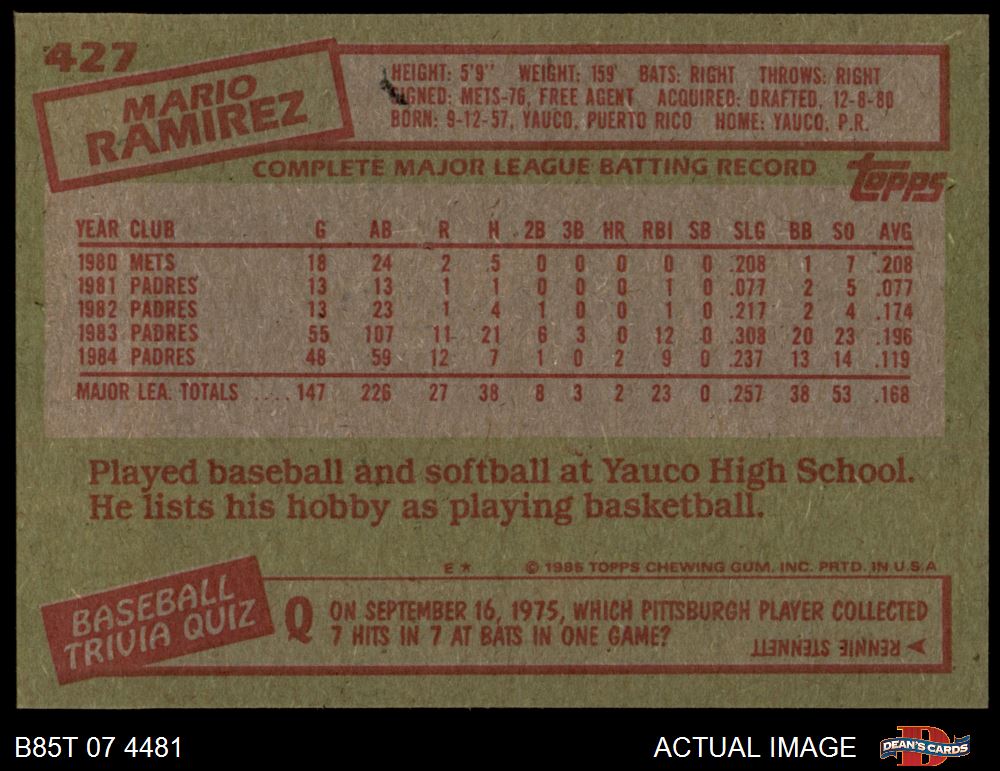 427
MARIO
RAMIREZ
HEIGHT: 5'9" WEIGHT: 159' BATS: RIGHT THROWS: RIGHT
SIGNED: METS-76, FREE AGENT ACQUIRED: DRAFTED, 12-8-80
BORN: 9-12-57, YAUCO, PUERTO RICO HOME: YAUCO, P.R.
COMPLETE MAJOR LEAGUE BATTING RECORD
topps
YEAR CLUB G AB R H 2B 3B HR RBI SB SLG BB SO AVG
1980 METS 18 24 2 5 0 0 0 0 0 .208 1 7 .208
1981 PADRES 13 13 1 1 0 0 0 1 0 .077 2 5 .077
1982 PADRES 13 23 1 4 1 0 0 1 0 .217 2 4 .174
1983 PADRES 55 107 11 21 6 3 0 12 0 .308 20 23 .196
1984 PADRES 48 59 12 7 1 0 2 9 0 .237 13 14 .119
MAJOR LEA. TOTALS .... 147 226 27 38 8 3 2 23 0 .257 38 53 .168
Played baseball and softball at Yauco High School.
He lists his hobby as playing basketball.
E ★ © 1985 TOPPS CHEWING GUM, INC. PRTD. IN U.S.A
BASEBALL
TRIVIA QUIZ
Q ON SEPTEMBER 16, 1975, WHICH PITTSBURGH PLAYER COLLECTED
7 HITS IN 7 AT BATS IN ONE GAME?
RENNIE STENNETT
B85T 07 4481
ACTUAL IMAGE
DEAN'S CARDS